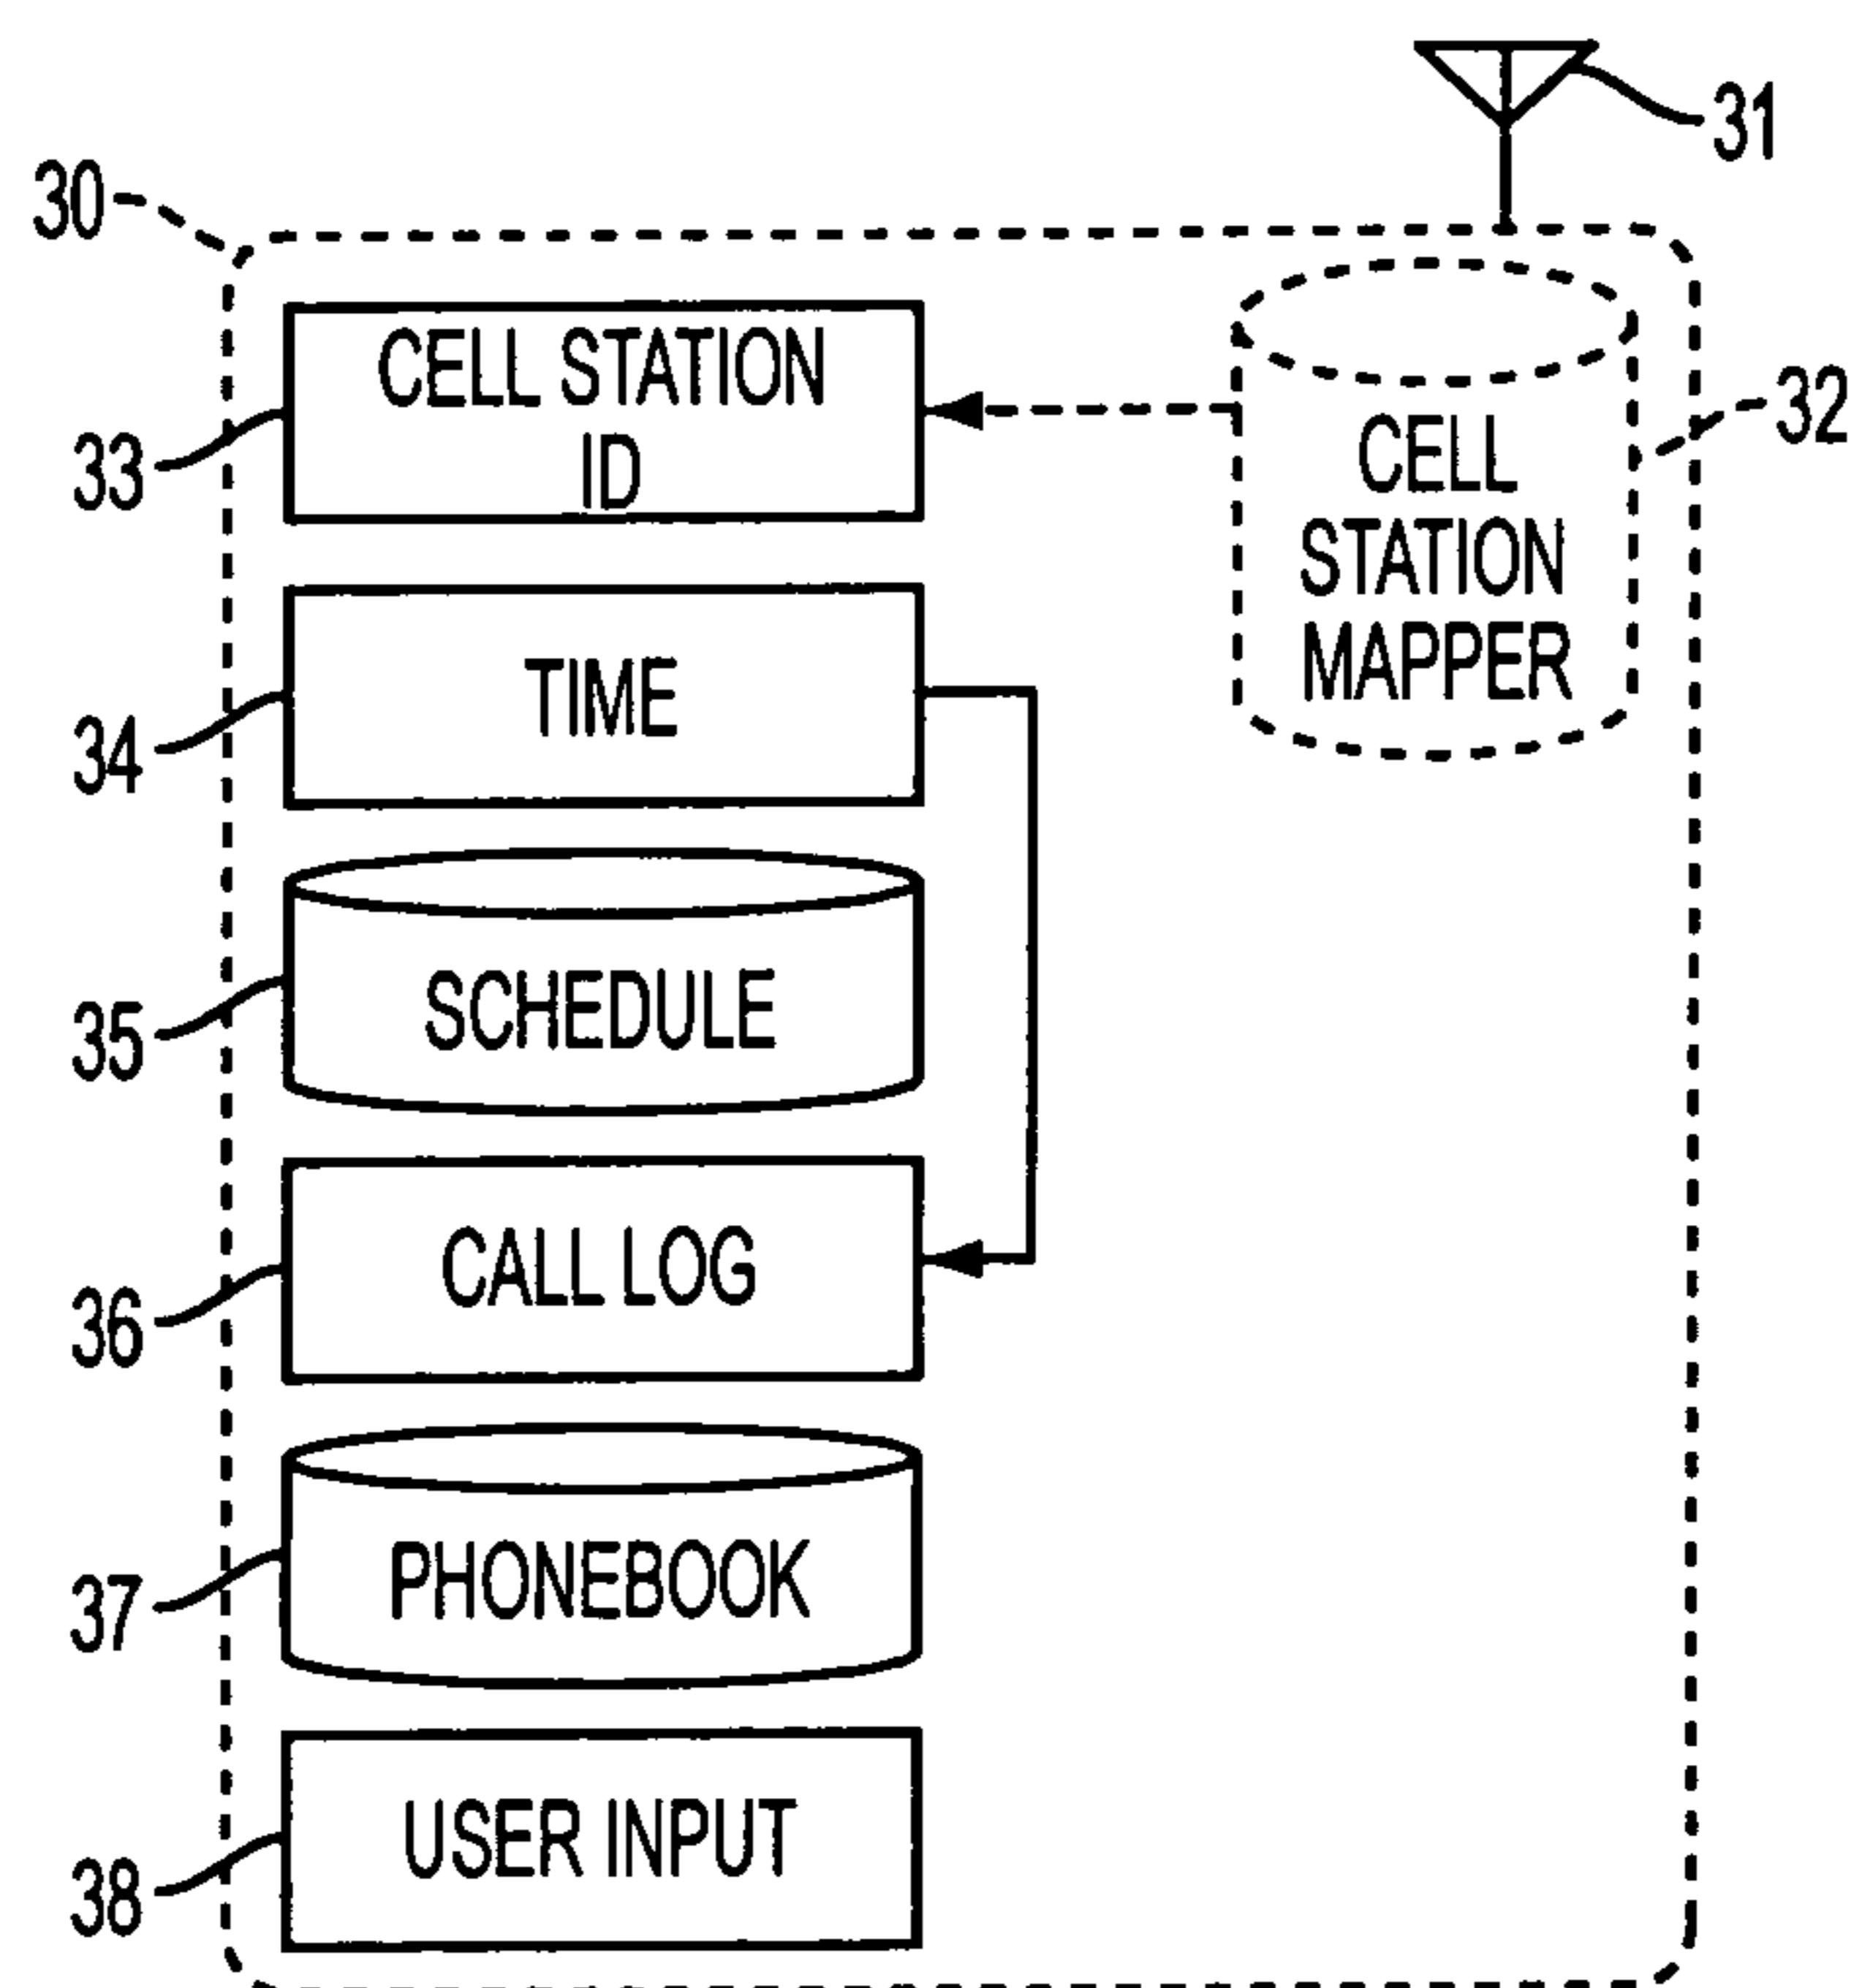 31
30
CELL STATION
ID
33
32
CELL
STATION
MAPPER
TIME
34
SCHEDULE
35
CALL LOG
36
PHONEBOOK
37
USER INPUT
38